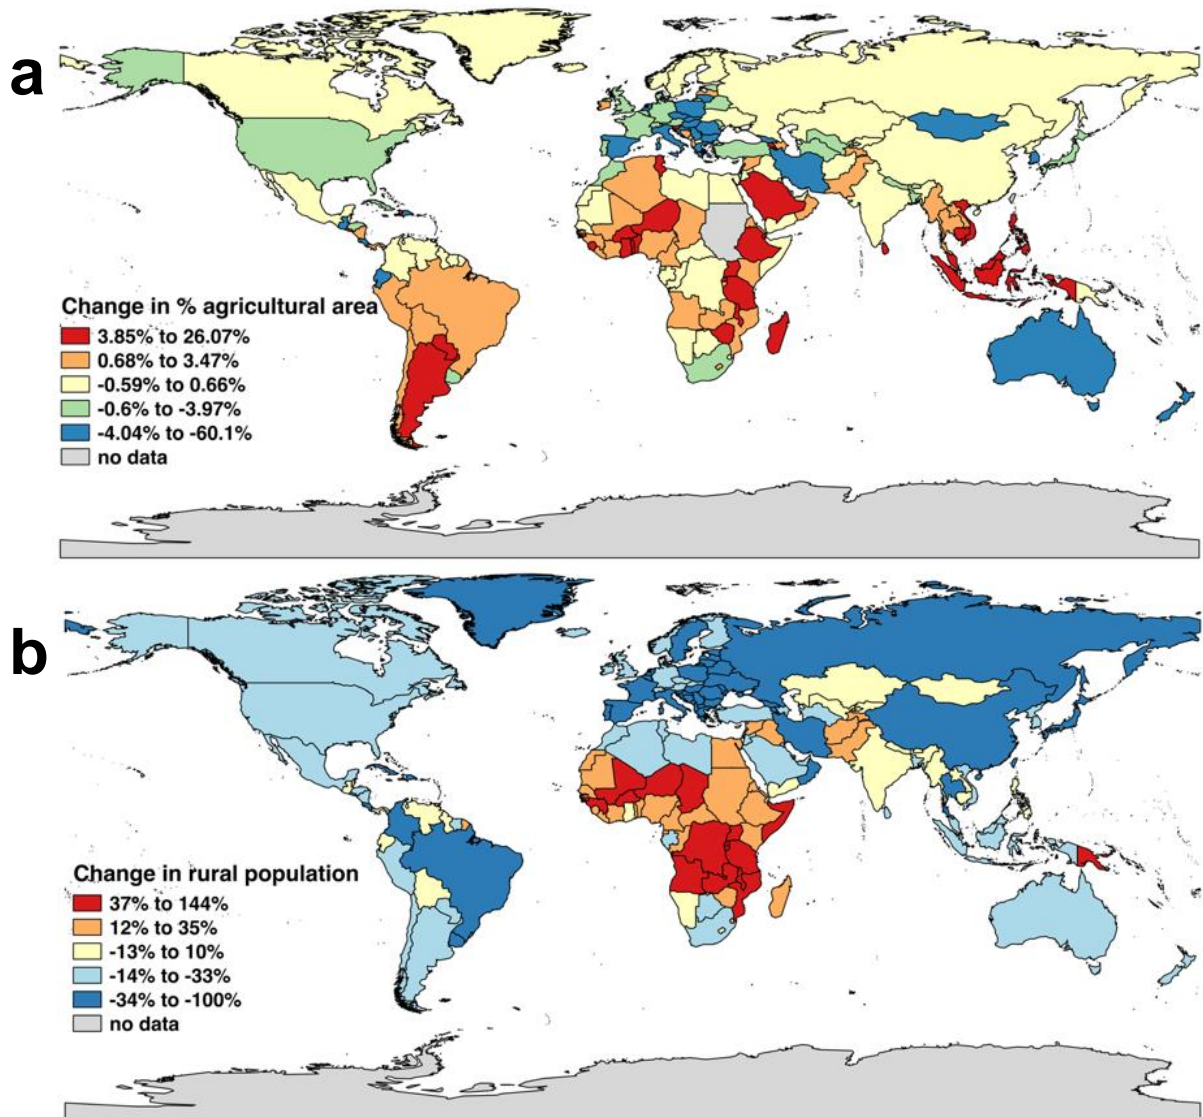 a
Change in % agricultural area
3.85% to 26.07%
0.68% to 3.47%
-0.59% to 0.66%
-0.6% to -3.97%
-4.04% to -60.1%
no data
b
Change in rural population
37% to 144%
12% to 35%
-13% to 10%
-14% to -33%
-34% to -100%
no data